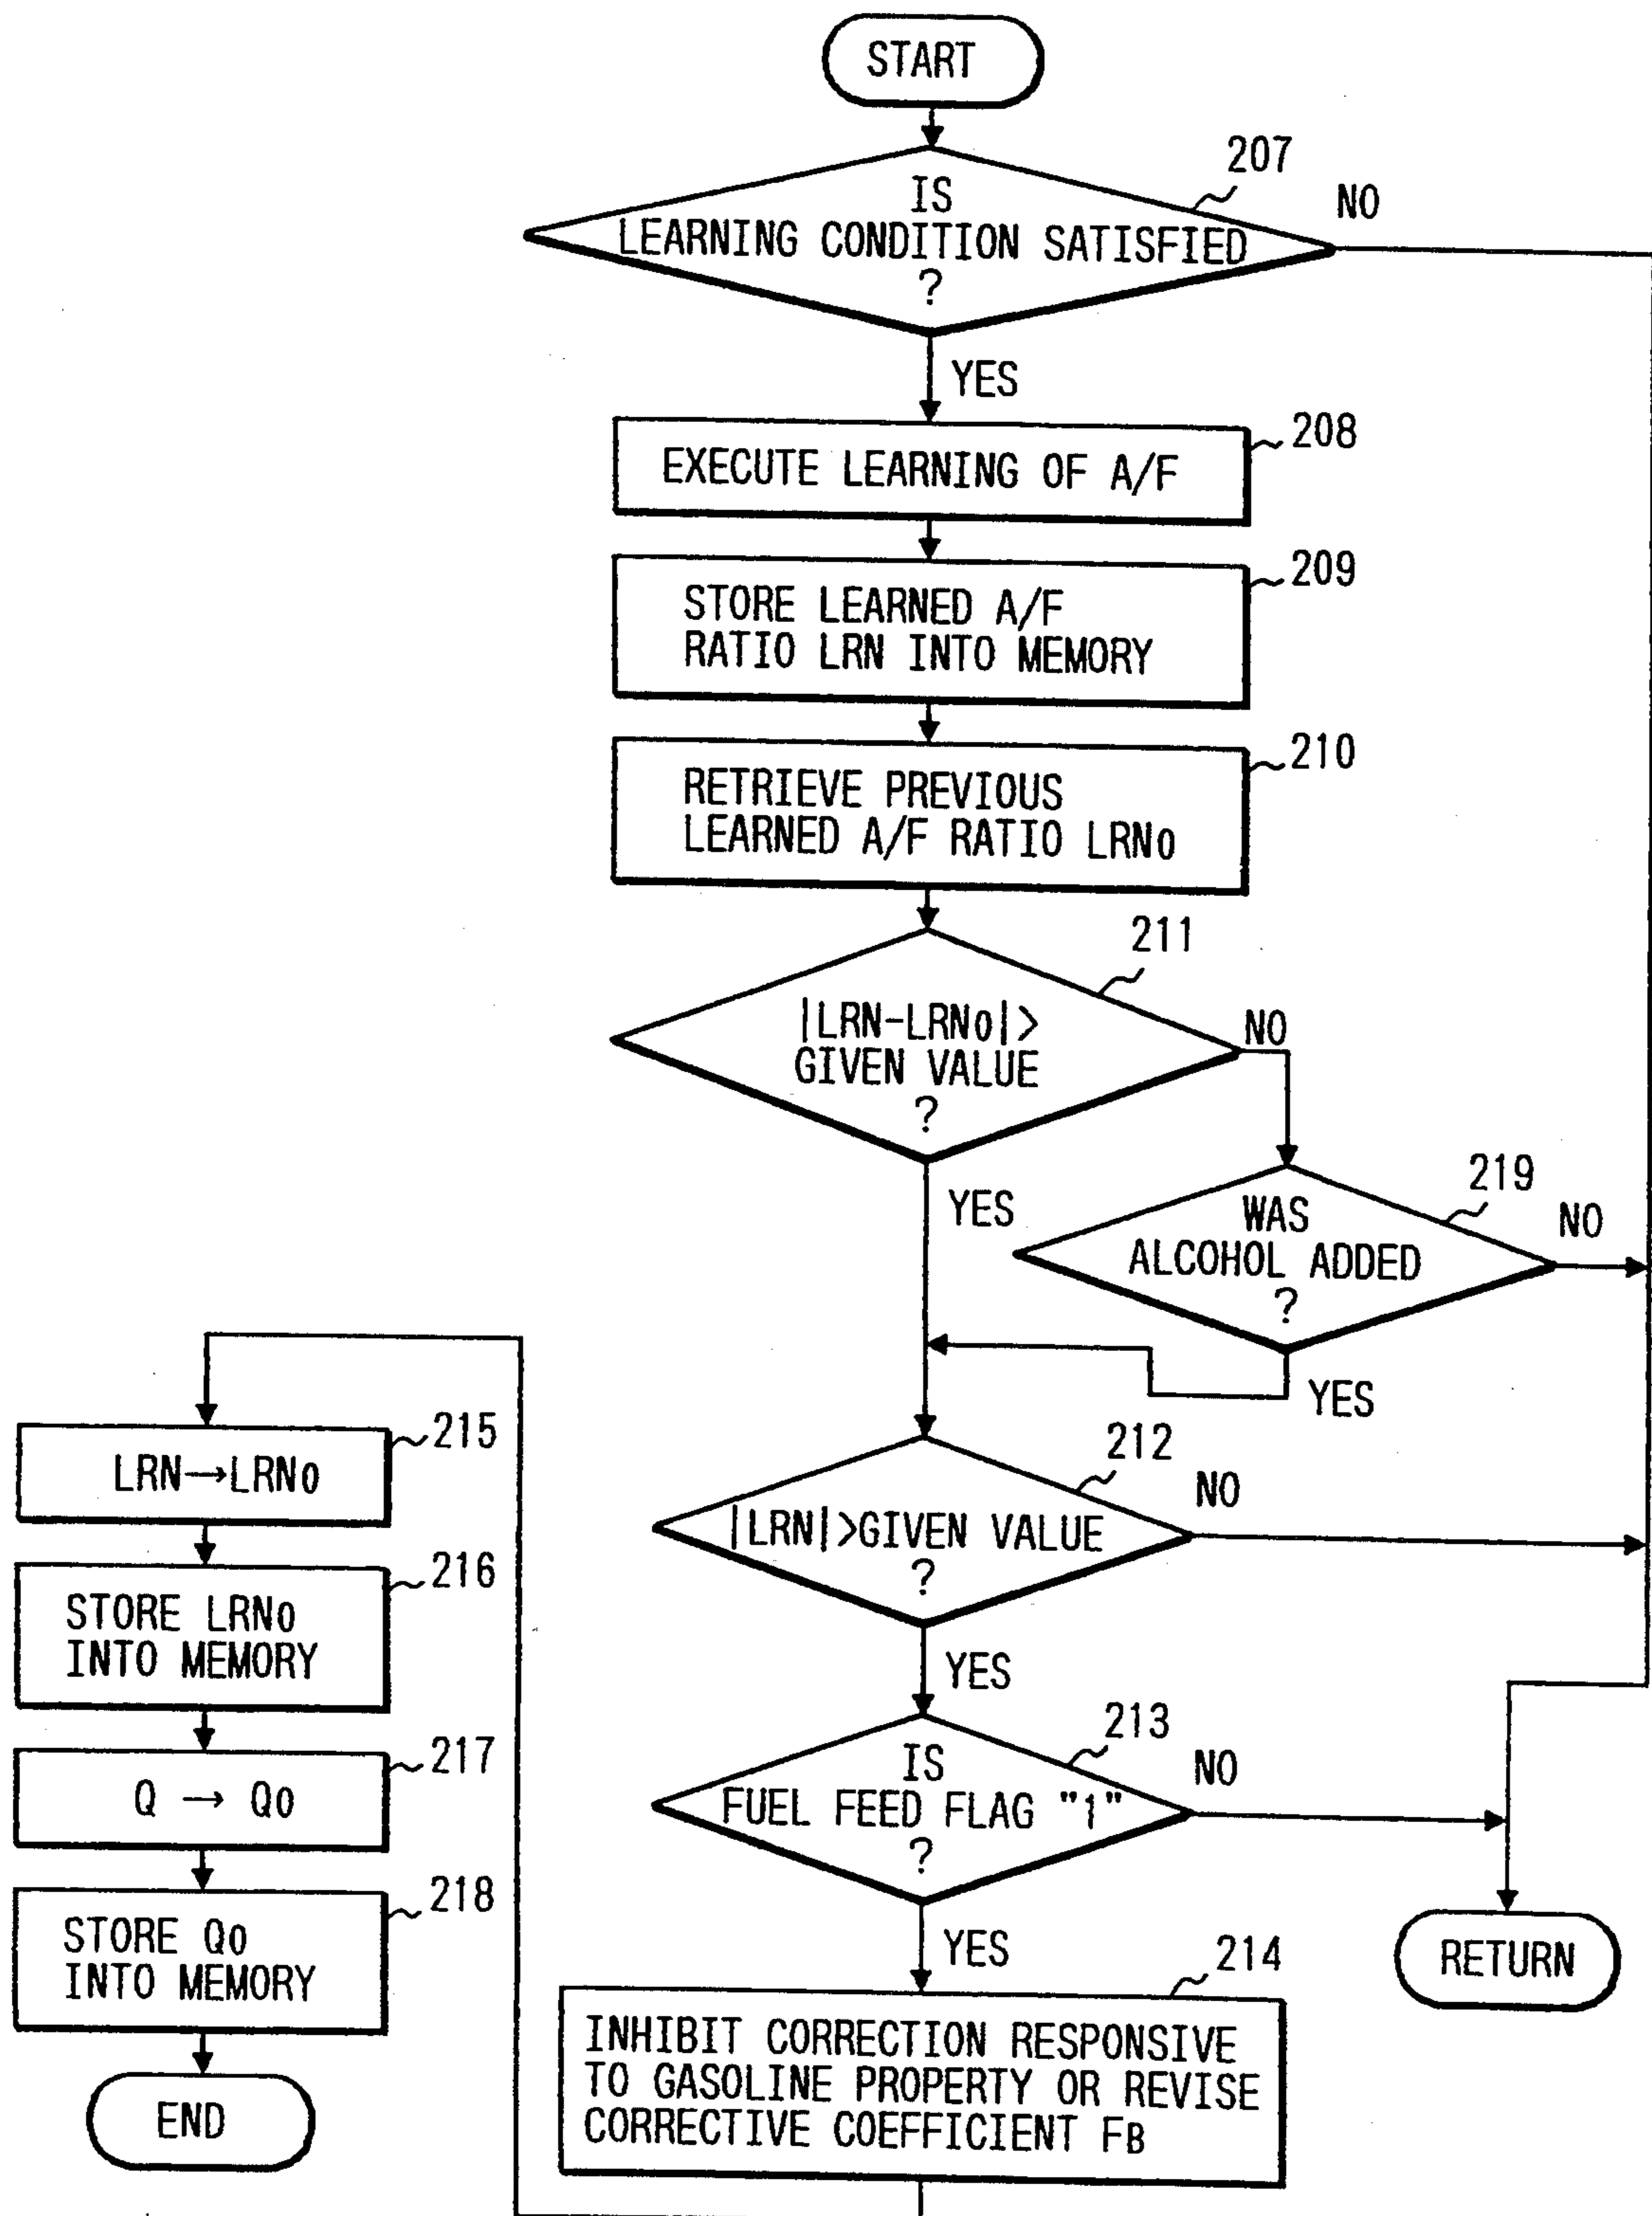 START
207
IS
LEARNING CONDITION SATISFIED
?
NO
YES
208
EXECUTE LEARNING OF A/F
209
STORE LEARNED A/F
RATIO LRN INTO MEMORY
210
RETRIEVE PREVIOUS
LEARNED A/F RATIO LRN0
211
|LRN-LRN0|>
GIVEN VALUE
?
NO
YES
219
WAS
ALCOHOL ADDED
?
NO
YES
212
|LRN|>GIVEN VALUE
?
NO
YES
213
IS
FUEL FEED FLAG "1"
?
NO
YES
RETURN
214
INHIBIT CORRECTION RESPONSIVE
TO GASOLINE PROPERTY OR REVISE
CORRECTIVE COEFFICIENT FB
215
LRN→LRN0
216
STORE LRN0
INTO MEMORY
217
Q → Q0
218
STORE Q0
INTO MEMORY
END